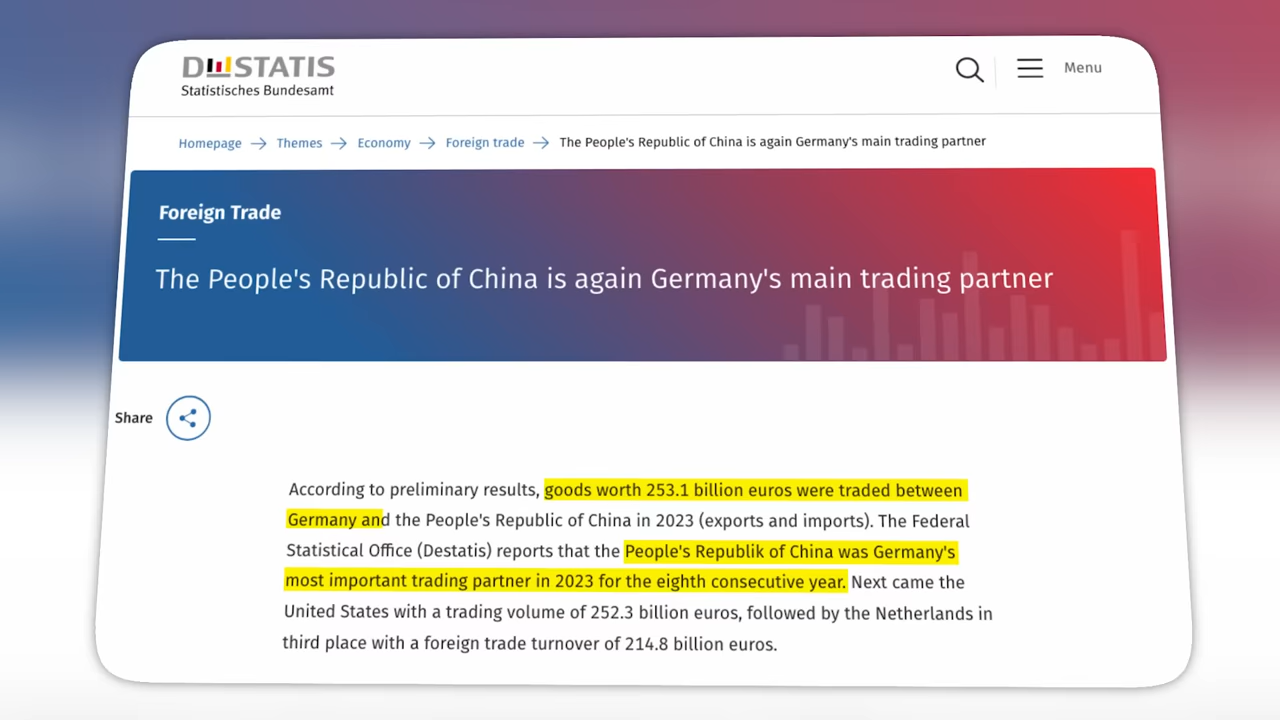 DESTATIS
Statistisches Bundesamt
Menu
Homepage → Themes → Economy → Foreign trade → The People's Republic of China is again Germany's main trading partner
Foreign Trade
The People's Republic of China is again Germany's main trading partner
Share
According to preliminary results, goods worth 253.1 billion euros were traded between
Germany and the People's Republic of China in 2023 (exports and imports). The Federal
Statistical Office (Destatis) reports that the People's Republik of China was Germany's
most important trading partner in 2023 for the eighth consecutive year. Next came the
United States with a trading volume of 252.3 billion euros, followed by the Netherlands in
third place with a foreign trade turnover of 214.8 billion euros.